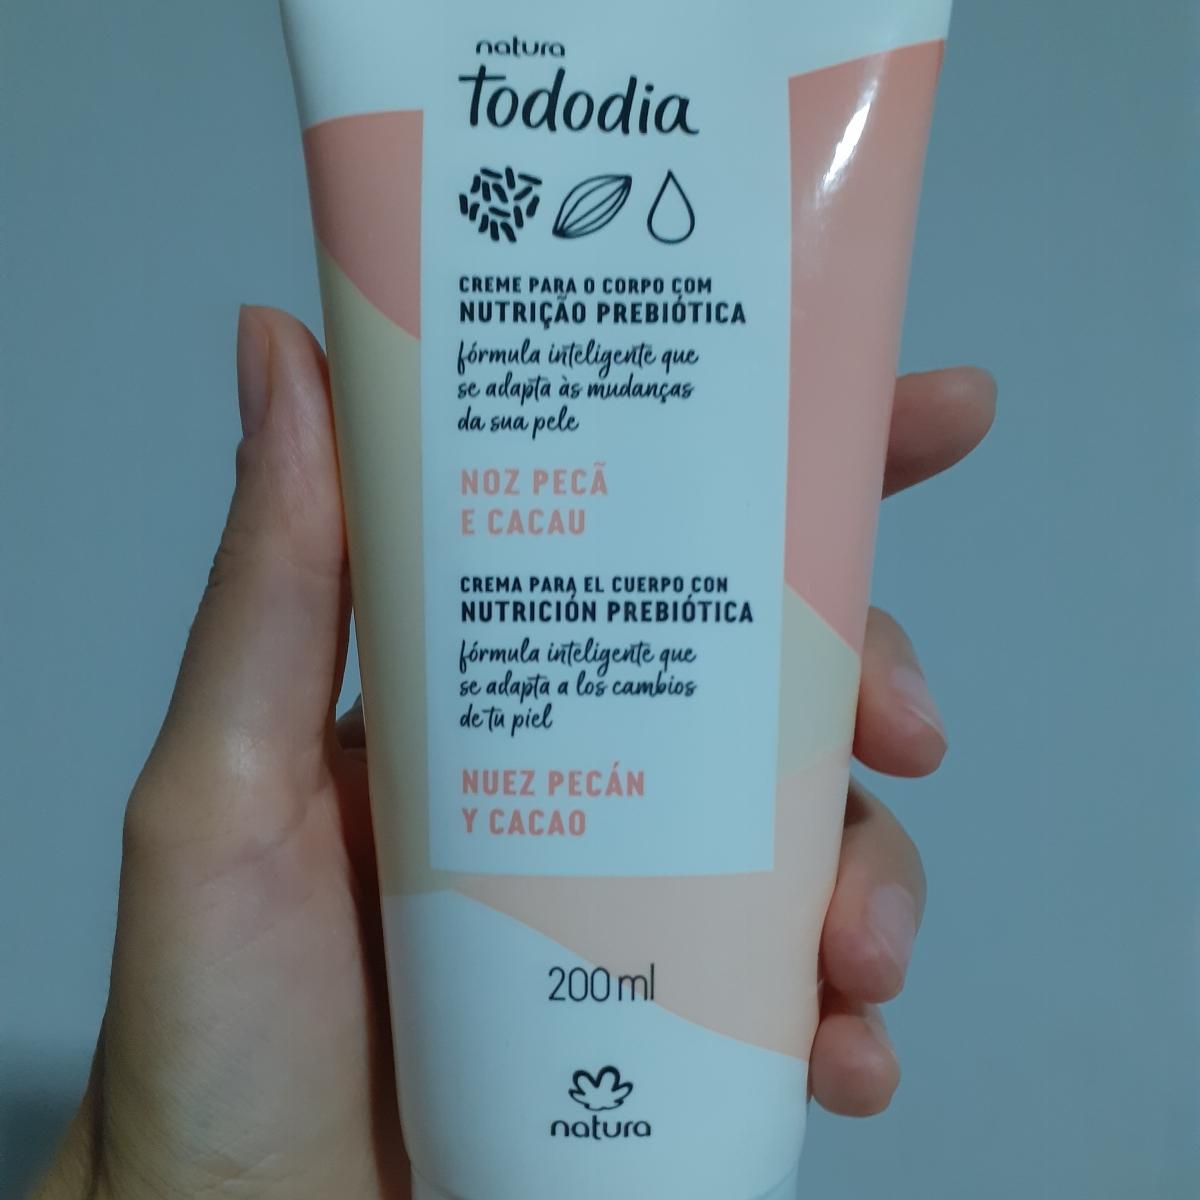 natura
Tododia
CREME PARA O CORPO COM
NUTRIÇÃO PREBIÓTICA
fórmula inteligente que
se adapta às mudanças
da sua pele
NOZ PECÃ
E CACAU
CREMA PARA EL CUERPO CON
NUTRICIÓN PREBIÓTICA
fórmula inteligente que
se adapta a los cambios
de tu piel
NUEZ PECÁN
Y CACAO
200 ml
natura